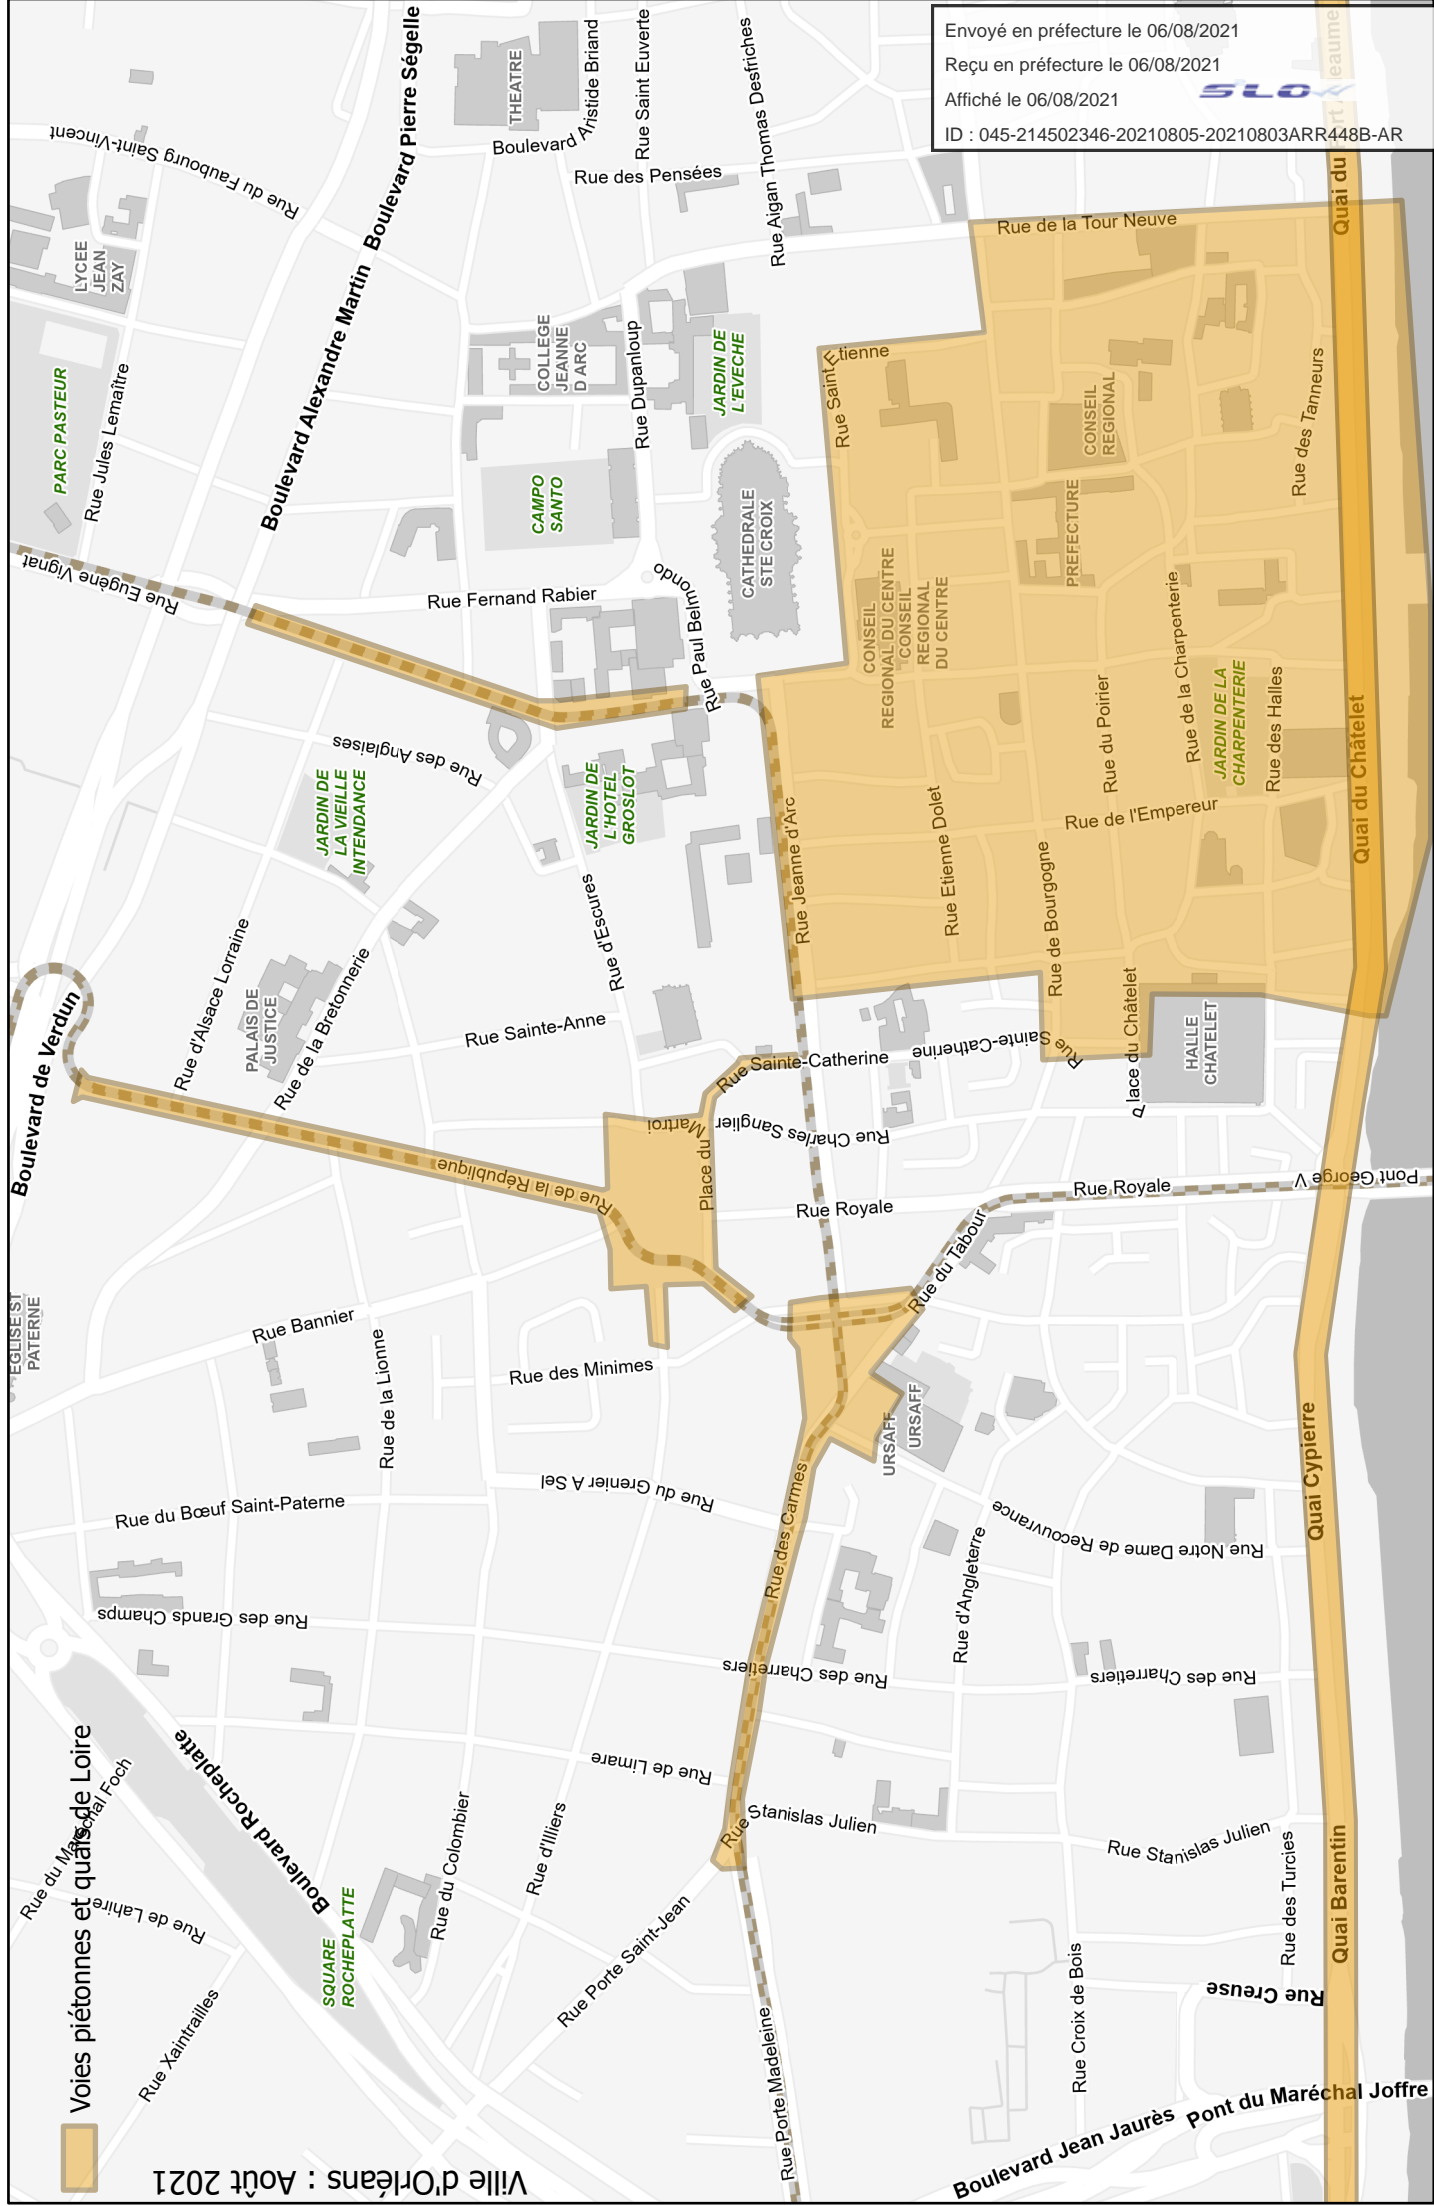 Envoyé en préfecture le 06/08/2021
Reçu en préfecture le 06/08/2021
Affiché le 06/08/2021
SLOW
ID : 045-214502346-20210805-20210803ARR448B-AR
Ville d'Orléans : Août 2021
Voies piétonnes et quais de Loire
Rue du Maréchal Foch
Rue de Lahire
Rue Xaintrailles
Boulevard Rocheplatte
SQUARE
ROCHEPLATTE
Rue du Colombier
Rue d'Illiers
Rue Porte Saint-Jean
Rue Porte Madeleine
Rue de Limare
Rue Stanislas Julien
Rue Stanislas Julien
Rue Croix de Bois
Rue des Turcies
Rue Creuse
Boulevard Jean Jaurès
Pont du Maréchal Joffre
Quai Barentin
Quai Cypierre
Quai du Châtelet
Quai du Fort
Rue des Grands Champs
Rue des Charretiers
Rue des Charretiers
Rue du Bœuf Saint-Paterne
Rue du Grenier A Sel
Rue des Carmes
Rue d'Angleterre
Rue Notre Dame de Recouvrance
URSAFF
URSAFF
EGLISE ST
PATERNE
Rue Bannier
Rue de la Lionne
Rue des Minimes
Rue de la République
Place du
Martroi
Rue Royale
Rue Royale
Rue du Tabour
Pont George V
Rue Charles Sanglier
Rue Sainte-Catherine
Rue Sainte-Catherine
Place du Châtelet
HALLE
CHATELET
Boulevard de Verdun
Rue d'Alsace Lorraine
PALAIS DE
JUSTICE
Rue de la Bretonnerie
Rue Sainte-Anne
Rue d'Escures
JARDIN DE
LA VIEILLE
INTENDANCE
Rue des Anglaises
JARDIN DE
L'HOTEL
GROSLOT
Rue Jeanne d'Arc
Rue Etienne Dolet
Rue de Bourgogne
Rue de l'Empereur
Rue du Poirier
Rue de la Charpenterie
JARDIN DE LA
CHARPENTERIE
Rue des Halles
Rue Eugène Vignat
Rue Fernand Rabier
Rue Paul Belmondo
CATHEDRALE
STE CROIX
CONSEIL
REGIONAL DU CENTRE
CONSEIL
REGIONAL
DU CENTRE
PREFECTURE
CONSEIL
REGIONAL
Rue des Tanneurs
Rue Saint Etienne
Rue de la Tour Neuve
PARC PASTEUR
Rue Jules Lemaître
LYCEE
JEAN
ZAY
Rue du Faubourg Saint-Vincent
Boulevard Alexandre Martin
Boulevard Pierre Ségelle
CAMPO
SANTO
COLLEGE
JEANNE
D ARC
Rue Dupanloup
JARDIN DE
L'EVECHE
THEATRE
Boulevard Aristide Briand
Rue Saint Euverte
Rue des Pensées
Rue Aigan Thomas Desfriches